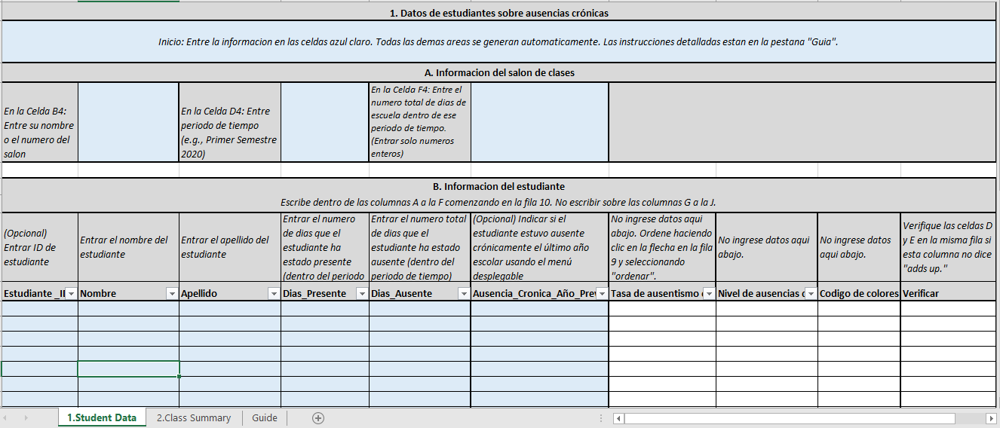 1. Datos de estudiantes sobre ausencias crónicas
Inicio: Entre la informacion en las celdas azul claro. Todas las demas areas se generan automaticamente. Las instrucciones detalladas estan en la pestana "Guia".
A. Informacion del salon de clases
En la Celda B4:
Entre su nombre
o el numero del
salon
En la Celda D4: Entre
periodo de tiempo
(e.g., Primer Semestre
2020)
En la Celda F4: Entre el
numero total de dias de
escuela dentro de ese
periodo de tiempo.
(Entrar solo numeros
enteros)
B. Informacion del estudiante
Escribe dentro de las columnas A a la F comenzando en la fila 10. No escribir sobre las columnas G a la J.
(Opcional)
Entrar ID de
estudiante
Entrar el nombre del
estudiante
Entrar el apellido del
estudiante
Entrar el numero
de dias que el
estudiante ha
estado presente
(dentro del periodo
Entrar el numero total
de dias que el
estudiante ha estado
ausente (dentro del
periodo de tiempo)
(Opcional) Indicar si el
estudiante estuvo ausente
crónicamente el último año
escolar usando el menú
desplegable
No ingrese datos aqui
abajo. Ordene haciendo
clic en la flecha en la fila
9 y seleccionando
"ordenar".
No ingrese datos aqui
abajo.
No ingrese datos
aqui abajo.
Verifique las celdas D
y E en la misma fila si
esta columna no dice
"adds up."
Estudiante _I
Nombre
Apellido
Dias_Presente
Dias_Ausente
Ausencia_Cronica_Año_Pre
Tasa de ausentismo
Nivel de ausencias
Codigo de colores
Verificar
1.Student Data
2.Class Summary
Guide